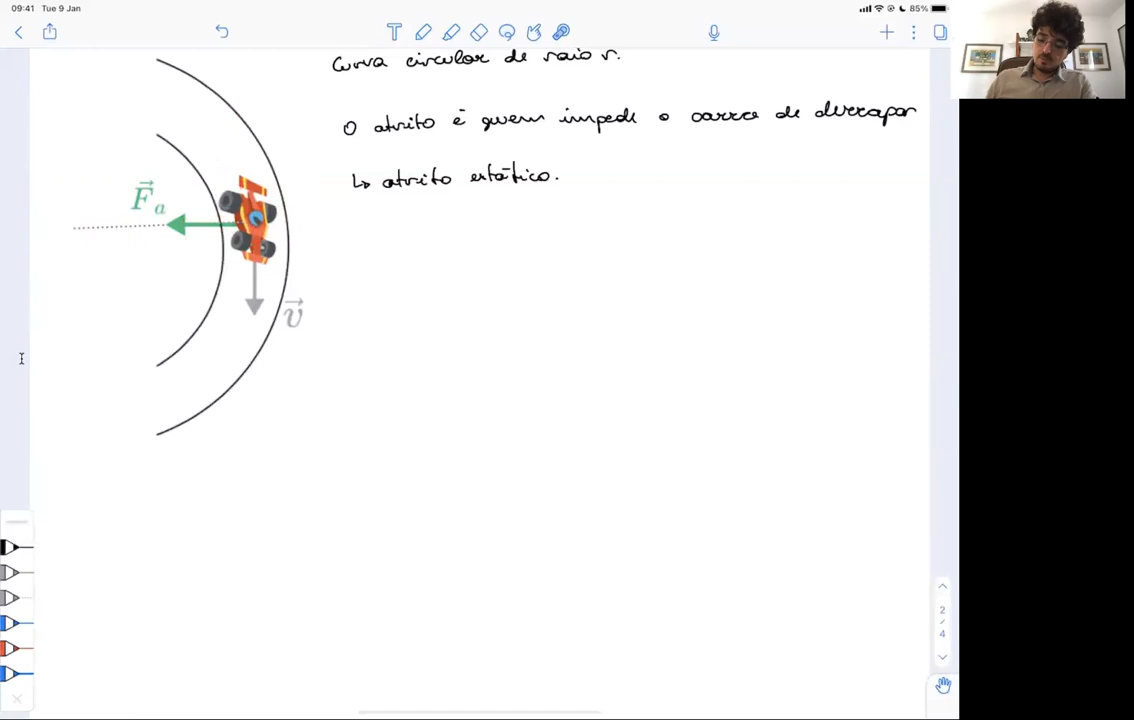 09:41 Tue 9 Jan
85%
Curva circular de raio r.
O atrito é quem impede o carro de derrapar
↳ atrito estático.
F⃗a
v⃗
2
/
4